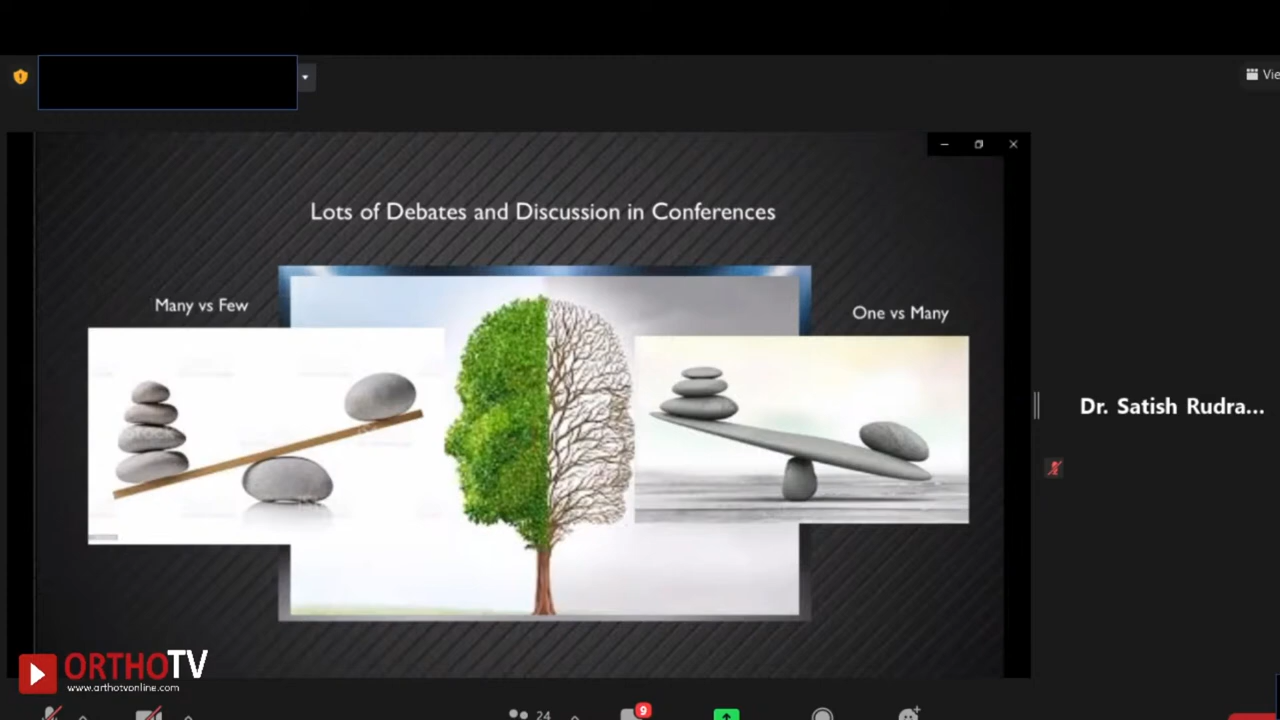 Vie
Lots of Debates and Discussion in Conferences
Many vs Few
One vs Many
Dr. Satish Rudra...
ORTHOTV
www.orthotvonline.com
24
9